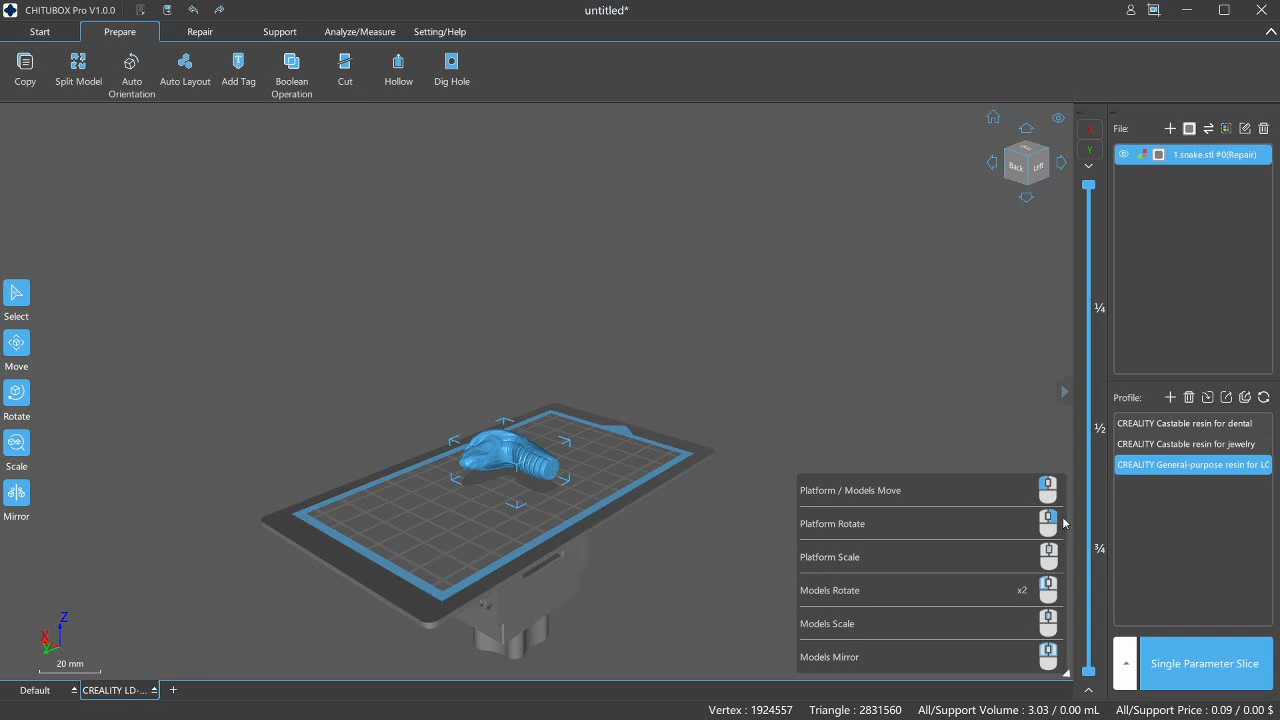 CHITUBOX Pro V1.0.0
untitled*
Start
Prepare
Repair
Support
Analyze/Measure
Setting/Help
Copy
Split Model
Auto
Orientation
Auto Layout
Add Tag
Boolean
Operation
Cut
Hollow
Dig Hole
Back
Left
X
Y
File:
1.snake.stl #0(Repair)
¼
½
¾
Select
Move
Rotate
Scale
Mirror
Profile:
CREALITY Castable resin for dental
CREALITY Castable resin for jewelry
CREALITY General-purpose resin for LC
Platform / Models Move
Platform Rotate
Platform Scale
Models Rotate x2
Models Scale
Models Mirror
Z
X
Y
20 mm
Single Parameter Slice
Default
CREALITY LD-...
Vertex : 1924557
Triangle : 2831560
All/Support Volume : 3.03 / 0.00 mL
All/Support Price : 0.09 / 0.00 $